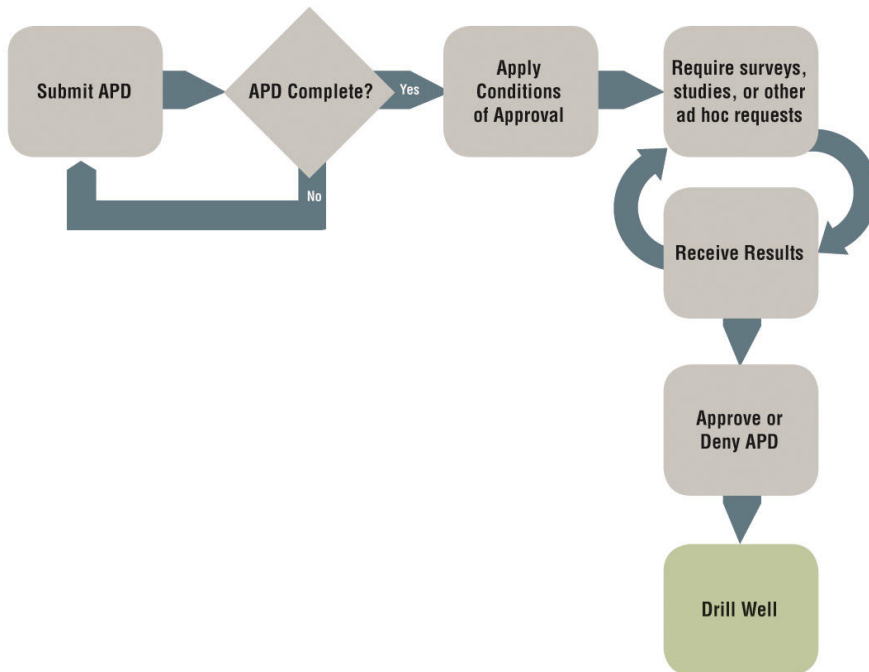 Submit APD
APD Complete?
Yes
No
Apply
Conditions
of Approval
Require surveys,
studies, or other
ad hoc requests
Receive Results
Approve or
Deny APD
Drill Well